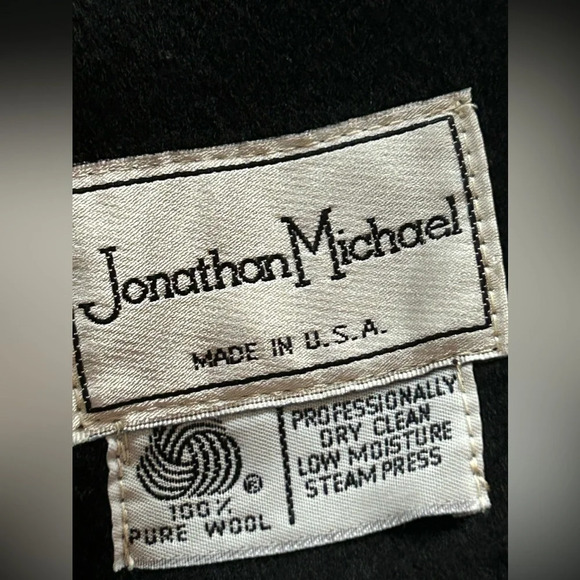 Jonathan Michael
MADE IN U.S.A.
®
100%
PURE WOOL
PROFESSIONALLY
DRY CLEAN
LOW MOISTURE
STEAM PRESS